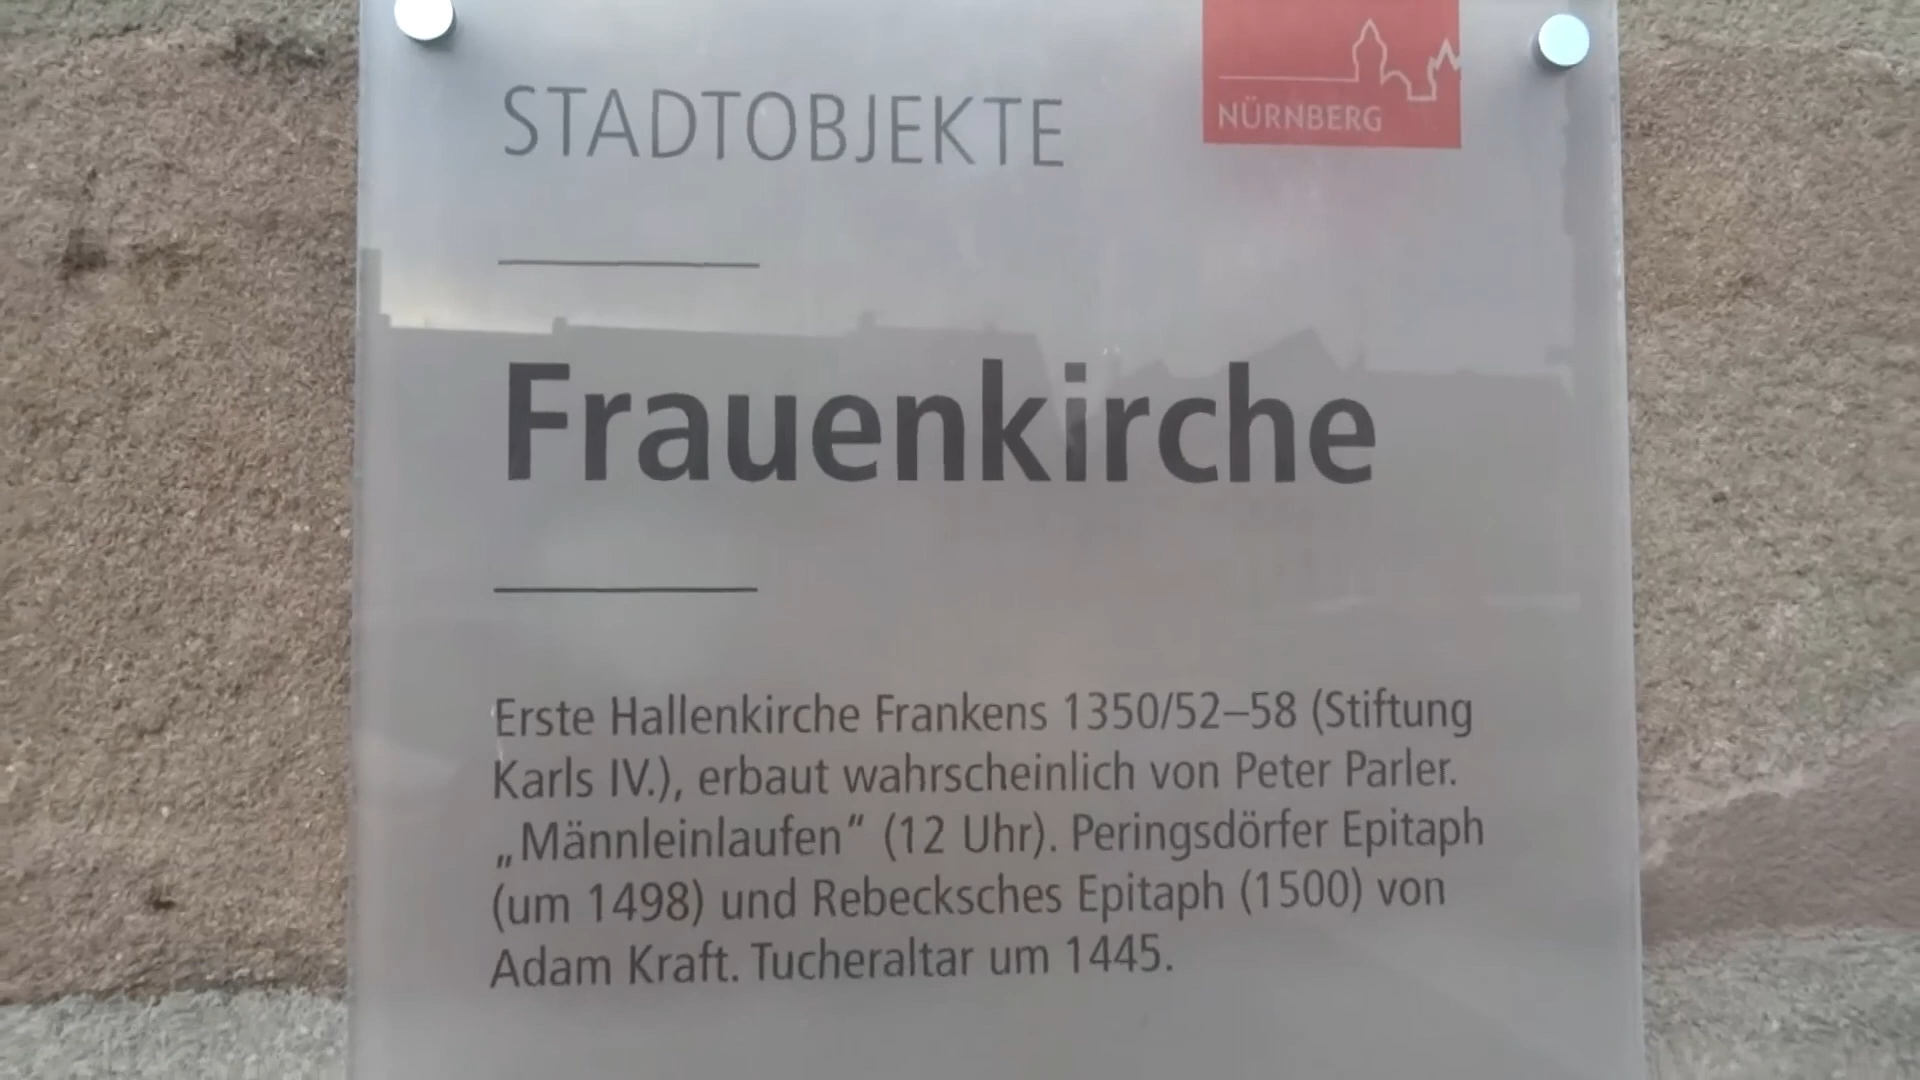 STADTOBJEKTE
NÜRNBERG
Frauenkirche
Erste Hallenkirche Frankens 1350/52–58 (Stiftung
Karls IV.), erbaut wahrscheinlich von Peter Parler.
„Männleinlaufen“ (12 Uhr). Peringsdörfer Epitaph
(um 1498) und Rebecksches Epitaph (1500) von
Adam Kraft. Tucheraltar um 1445.